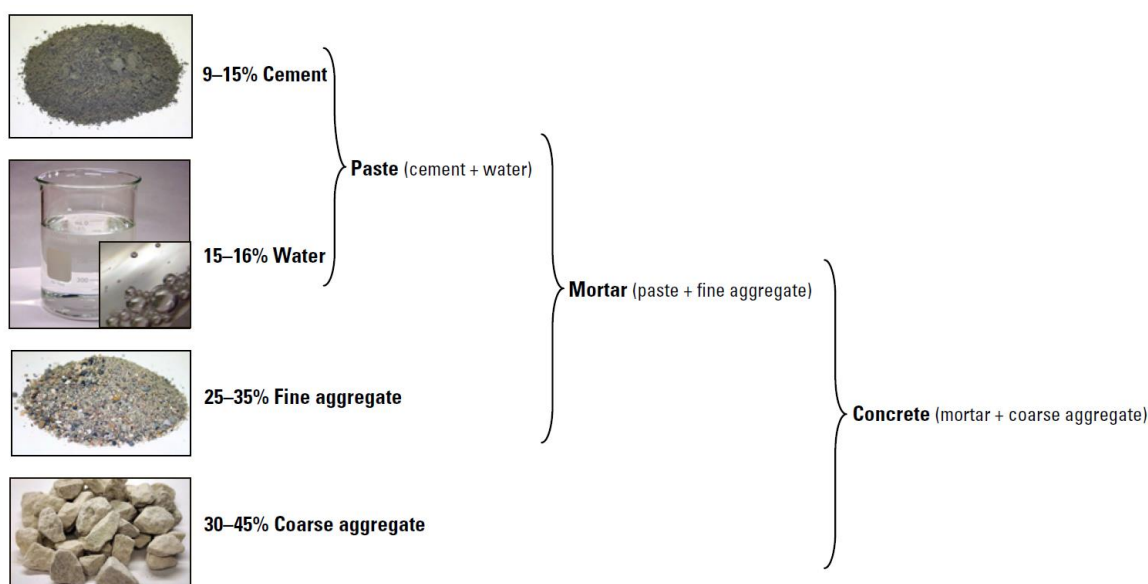 9–15% Cement
Paste (cement + water)
15–16% Water
Mortar (paste + fine aggregate)
25–35% Fine aggregate
Concrete (mortar + coarse aggregate)
30–45% Coarse aggregate